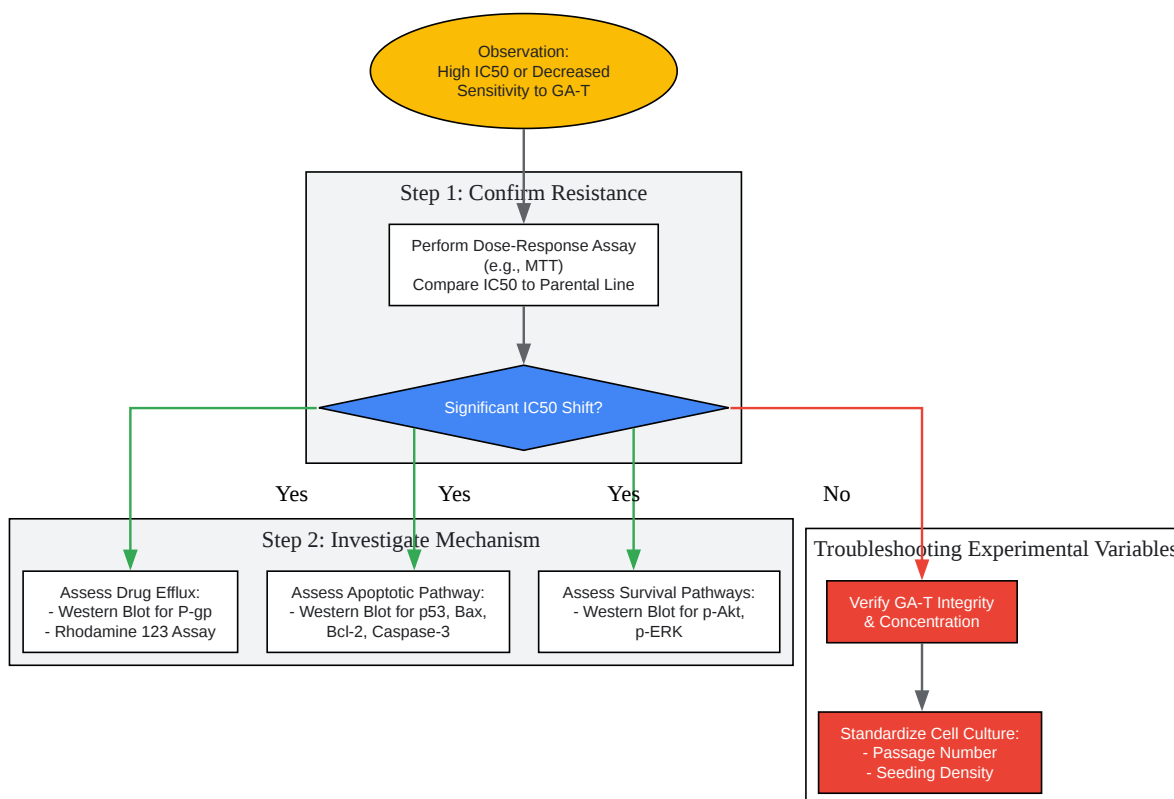 Observation:
High IC50 or Decreased
Sensitivity to GA-T
Step 1: Confirm Resistance
Perform Dose-Response Assay
(e.g., MTT)
Compare IC50 to Parental Line
Significant IC50 Shift?
Yes
Yes
Yes
No
Step 2: Investigate Mechanism
Assess Drug Efflux:
- Western Blot for P-gp
- Rhodamine 123 Assay
Assess Apoptotic Pathway:
- Western Blot for p53, Bax,
Bcl-2, Caspase-3
Assess Survival Pathways:
- Western Blot for p-Akt,
p-ERK
Troubleshooting Experimental Variables
Verify GA-T Integrity
& Concentration
Standardize Cell Culture:
- Passage Number
- Seeding Density